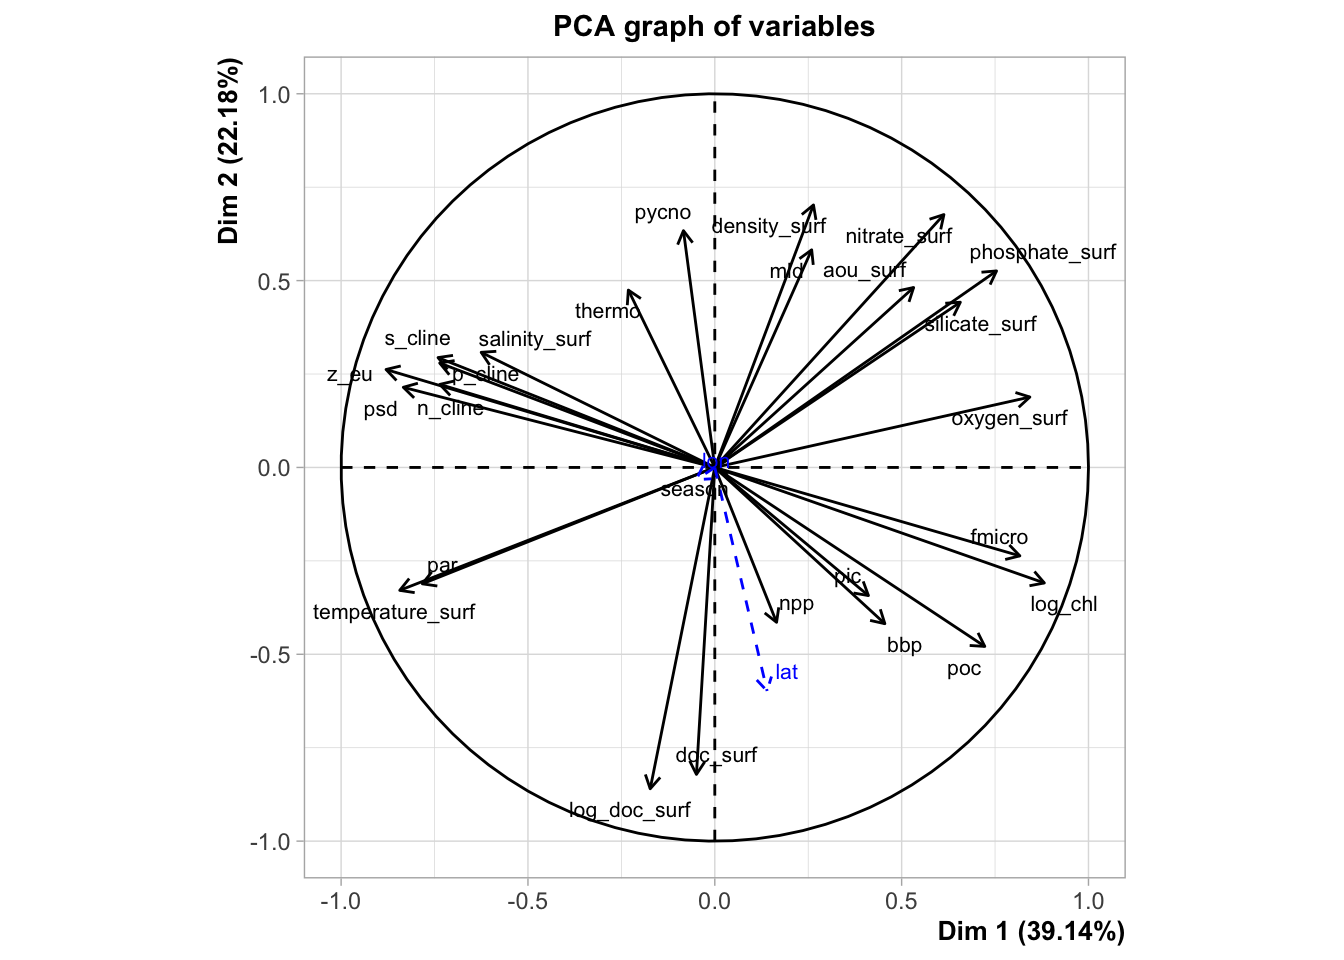 PCA graph of variables
Dim 2 (22.18%)
1.0
0.5
0.0
-0.5
-1.0
pycno
density_surf
nitrate_surf
phosphate_surf
mld
aou_surf
thermo
silicate_surf
s_cline
salinity_surf
z_eu
p_cline
psd
n_cline
oxygen_surf
lon
season
fmicro
par
pic
temperature_surf
npp
log_chl
bbp
poc
lat
doc_surf
log_doc_surf
-1.0
-0.5
0.0
0.5
1.0
Dim 1 (39.14%)